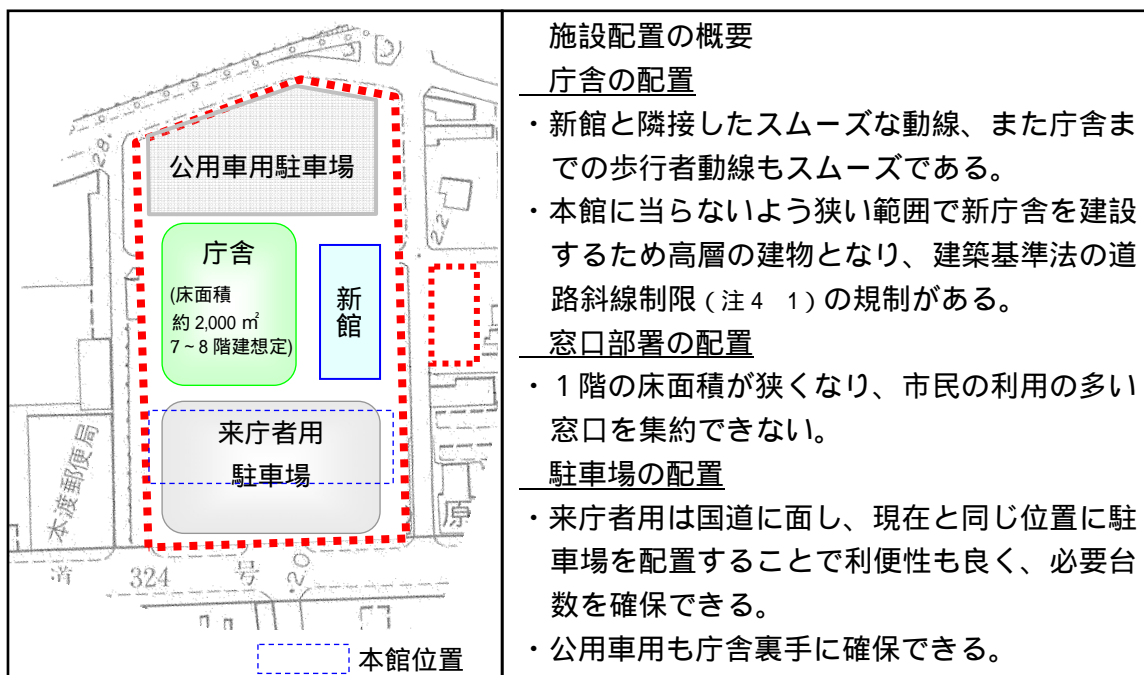 公用車用駐車場
2.8
2.2
庁舎
(床面積
約 2,000 ㎡
7~8 階建想定)
新
館
来庁者用
駐車場
本渡郵便局
原
324
号
2.0
本館位置
施設配置の概要
庁舎の配置
・新館と隣接したスムーズな動線、また庁舎ま
での歩行者動線もスムーズである。
・本館に当らないよう狭い範囲で新庁舎を建設
するため高層の建物となり、建築基準法の道
路斜線制限(注4 1)の規制がある。
窓口部署の配置
・1階の床面積が狭くなり、市民の利用の多い
窓口を集約できない。
駐車場の配置
・来庁者用は国道に面し、現在と同じ位置に駐
車場を配置することで利便性も良く、必要台
数を確保できる。
・公用車用も庁舎裏手に確保できる。